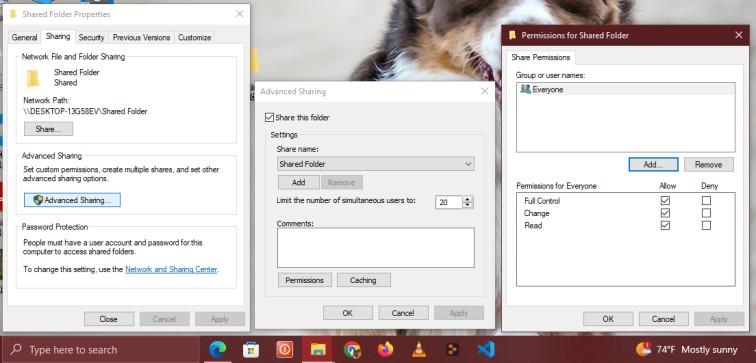 Shared Folder Properties
General Sharing Security Previous Versions Customize
Network File and Folder Sharing
Shared Folder
Shared
Network Path:
\\DESKTOP-13G58EV\Shared Folder
Share...
Advanced Sharing
Set custom permissions, create multiple shares, and set other
advanced sharing options.
Advanced Sharing...
Password Protection
People must have a user account and password for this
computer to access shared folders.
To change this setting, use the Network and Sharing Center.
Close Cancel Apply
Advanced Sharing
Share this folder
Settings
Share name:
Shared Folder
Add Remove
Limit the number of simultaneous users to: 20
Comments:
Permissions Caching
OK Cancel Apply
Permissions for Shared Folder
Share Permissions
Group or user names:
Everyone
Add... Remove
Permissions for Everyone Allow Deny
Full Control
Change
Read
OK Cancel Apply
Type here to search
74°F Mostly sunny